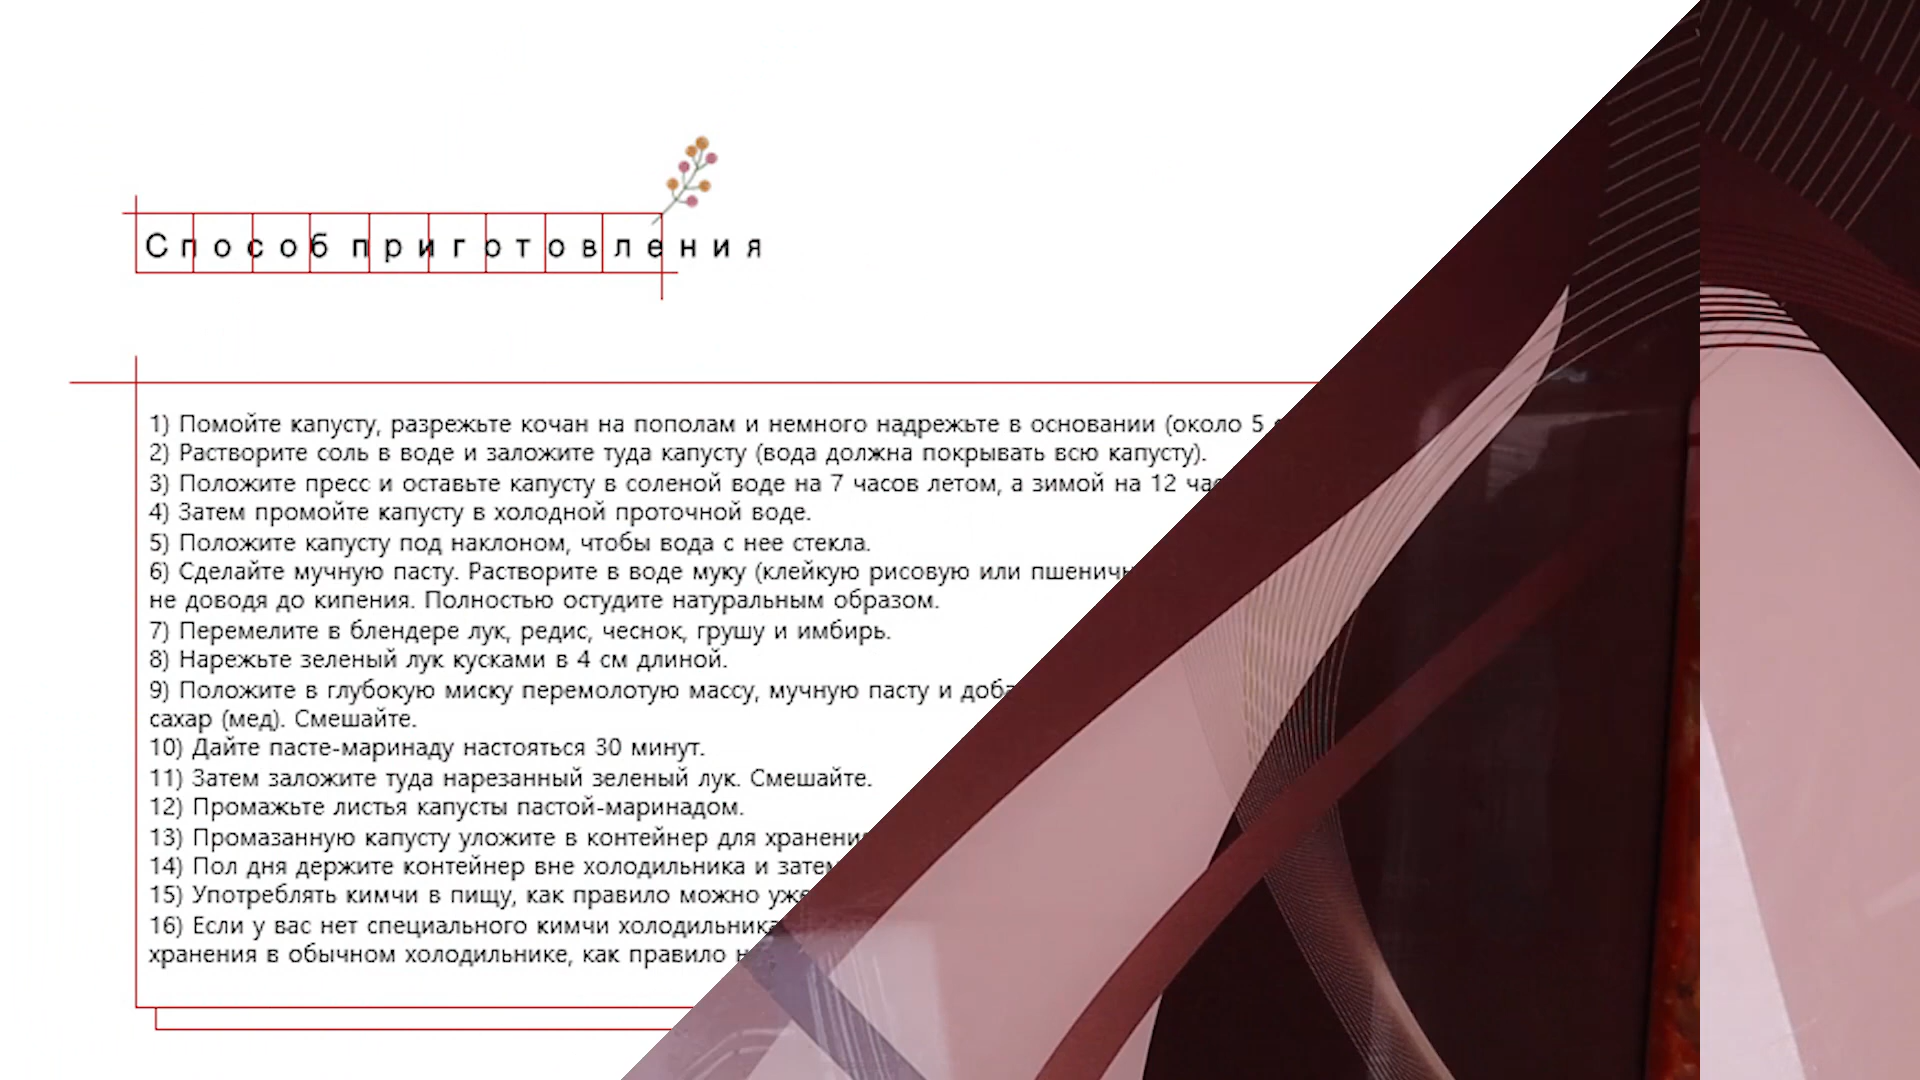 Способ приготовления
1) Помойте капусту, разрежьте кочан на пополам и немного надрежьте в основании (около 5
2) Растворите соль в воде и заложите туда капусту (вода должна покрывать всю капусту).
3) Положите пресс и оставьте капусту в соленой воде на 7 часов летом, а зимой на 12
4) Затем промойте капусту в холодной проточной воде.
5) Положите капусту под наклоном, чтобы вода с нее стекла.
6) Сделайте мучную пасту. Растворите в воде муку (клейкую рисовую или
не доводя до кипения. Полностью остудите натуральным образом.
7) Перемелите в блендере лук, редис, чеснок, грушу и имбирь.
8) Нарежьте зеленый лук кусками в 4 см длиной.
9) Положите в глубокую миску перемолотую массу, мучную пасту и
сахар (мед). Смешайте.
10) Дайте пасте-маринаду настояться 30 минут.
11) Затем заложите туда нарезанный зеленый лук. Смешайте.
12) Промажьте листья капусты пастой-маринадом.
13) Промазанную капусту уложите в контейнер для
14) Пол дня держите контейнер вне холодильника и
15) Употреблять кимчи в пищу, как правило можно
16) Если у вас нет специального кимчи холодильника
хранения в обычном холодильнике, как правило